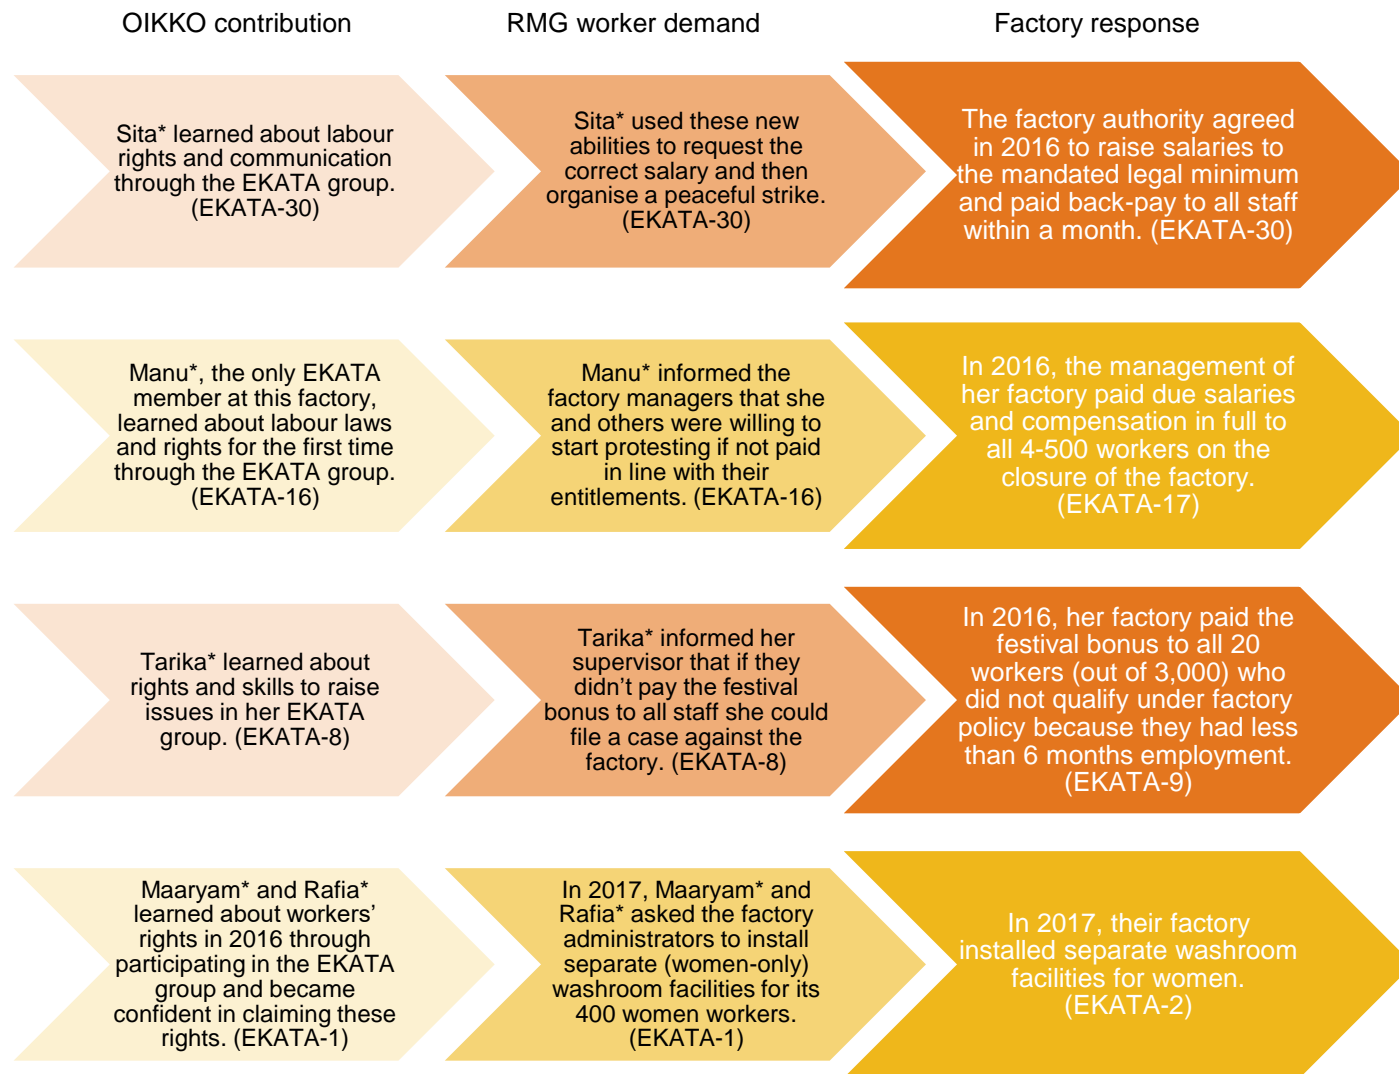 OIKKO contribution
RMG worker demand
Factory response
Sita* learned about labour
rights and communication
through the EKATA group.
(EKATA-30)
Sita* used these new
abilities to request the
correct salary and then
organise a peaceful strike.
(EKATA-30)
The factory authority agreed
in 2016 to raise salaries to
the mandated legal minimum
and paid back-pay to all staff
within a month. (EKATA-30)
Manu*, the only EKATA
member at this factory,
learned about labour laws
and rights for the first time
through the EKATA group.
(EKATA-16)
Manu* informed the
factory managers that she
and others were willing to
start protesting if not paid
in line with their
entitlements. (EKATA-16)
In 2016, the management of
her factory paid due salaries
and compensation in full to
all 4-500 workers on the
closure of the factory.
(EKATA-17)
Tarika* learned about
rights and skills to raise
issues in her EKATA
group. (EKATA-8)
Tarika* informed her
supervisor that if they
didn’t pay the festival
bonus to all staff she could
file a case against the
factory. (EKATA-8)
In 2016, her factory paid the
festival bonus to all 20
workers (out of 3,000) who
did not qualify under factory
policy because they had less
than 6 months employment.
(EKATA-9)
Maaryam* and Rafia*
learned about workers’
rights in 2016 through
participating in the EKATA
group and became
confident in claiming these
rights. (EKATA-1)
In 2017, Maaryam* and
Rafia* asked the factory
administrators to install
separate (women-only)
washroom facilities for its
400 women workers.
(EKATA-1)
In 2017, their factory
installed separate washroom
facilities for women.
(EKATA-2)